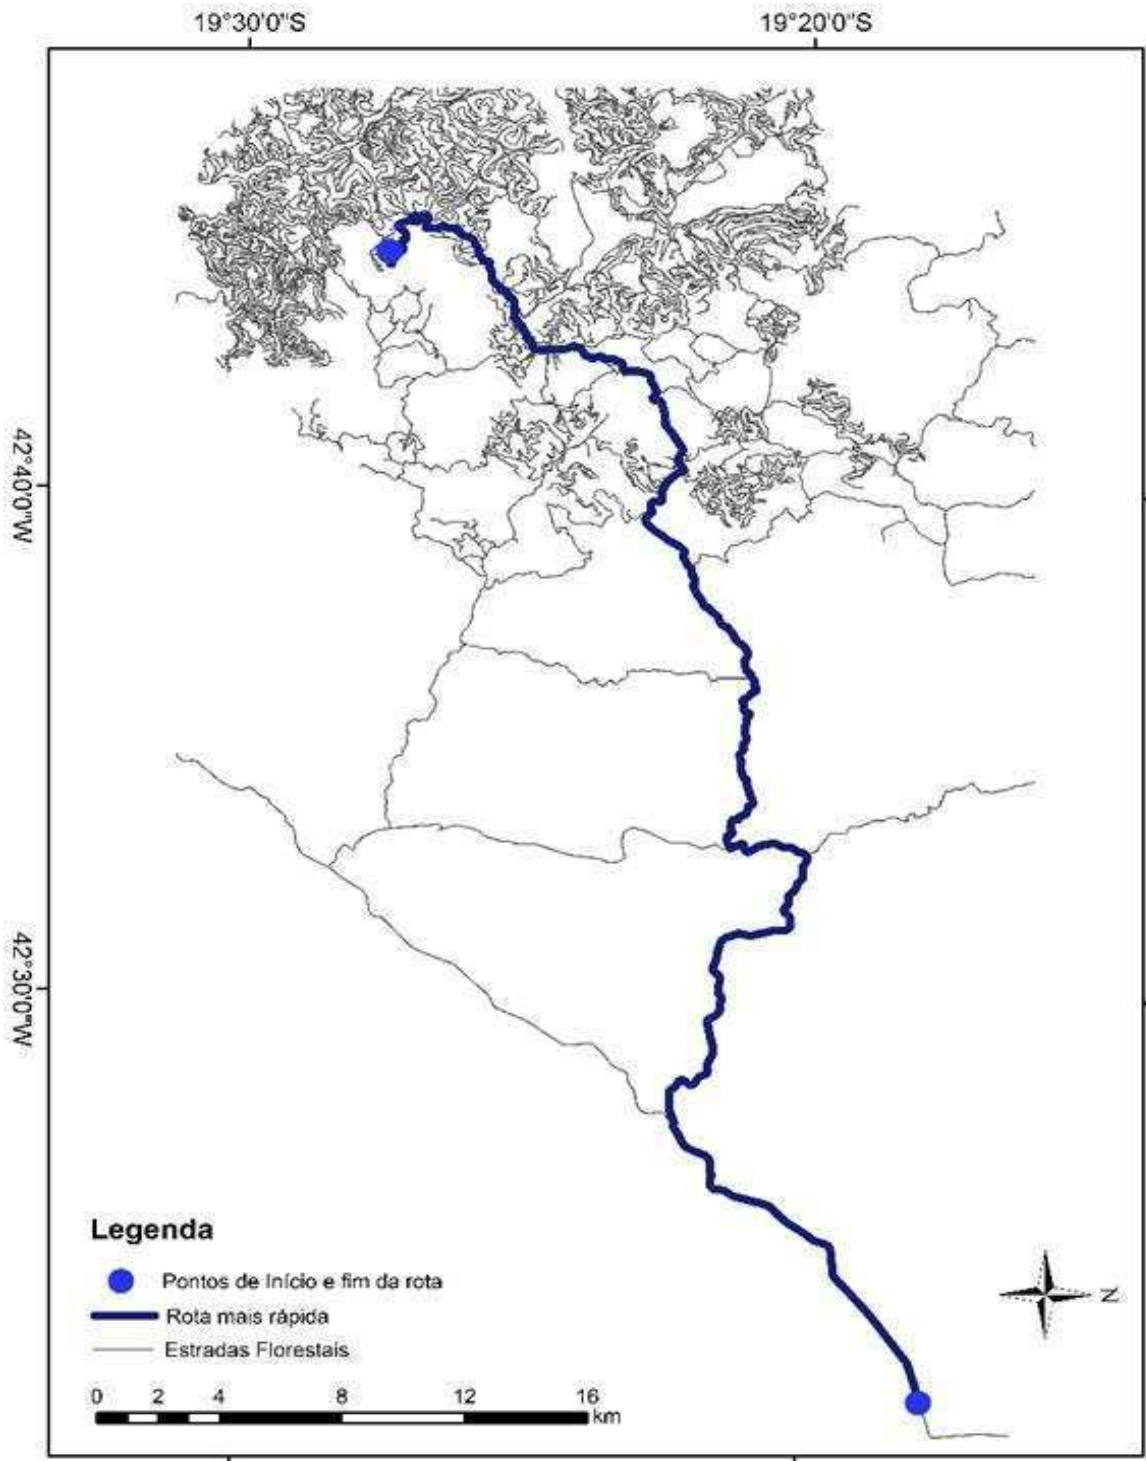 19°30'0"S
19°20'0"S
42°40'0"W
42°30'0"W
Legenda
Pontos de Início e fim da rota
Rota mais rápida
Estradas Florestais
0 2 4 8 12 16
km
N